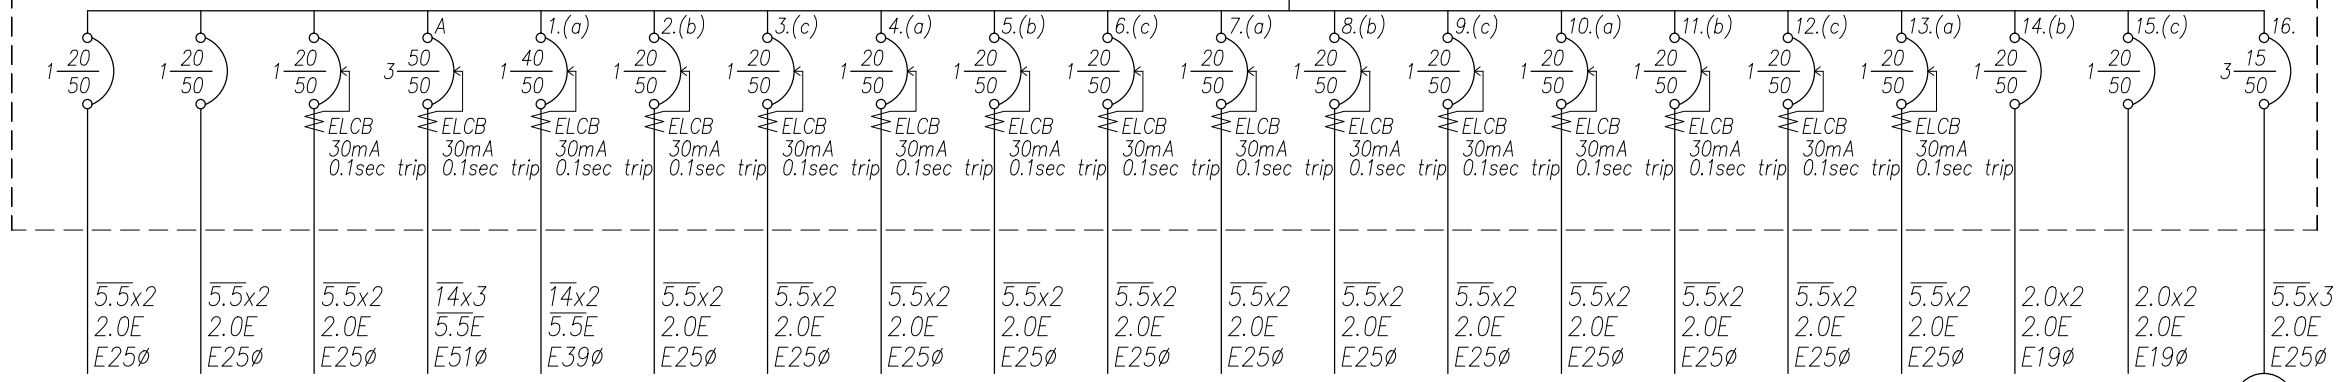 A 1.(a) 2.(b) 3.(c) 4.(a) 5.(b) 6.(c) 7.(a) 8.(b) 9.(c) 10.(a) 11.(b) 12.(c) 13.(a) 14.(b) 15.(c) 16.
20 20 20 50 40 20 20 20 20 20 20 20 20 20 20 20 20 20 20 15
1 1 1 3 1 1 1 1 1 1 1 1 1 1 1 1 1 1 1 3
50 50 50 50 50 50 50 50 50 50 50 50 50 50 50 50 50 50 50 50
ELCB ELCB ELCB ELCB ELCB ELCB ELCB ELCB ELCB ELCB ELCB ELCB ELCB ELCB ELCB
30mA 30mA 30mA 30mA 30mA 30mA 30mA 30mA 30mA 30mA 30mA 30mA 30mA 30mA 30mA
0.1sec trip 0.1sec trip 0.1sec trip 0.1sec trip 0.1sec trip 0.1sec trip 0.1sec trip 0.1sec trip 0.1sec trip 0.1sec trip 0.1sec trip 0.1sec trip 0.1sec trip 0.1sec trip 0.1sec trip
5.5x2 5.5x2 5.5x2 14x3 14x2 5.5x2 5.5x2 5.5x2 5.5x2 5.5x2 5.5x2 5.5x2 5.5x2 5.5x2 5.5x2 5.5x2 5.5x2 2.0x2 2.0x2 5.5x3
2.0E 2.0E 2.0E 5.5E 5.5E 2.0E 2.0E 2.0E 2.0E 2.0E 2.0E 2.0E 2.0E 2.0E 2.0E 2.0E 2.0E 2.0E 2.0E 2.0E
E25ø E25ø E25ø E51ø E39ø E25ø E25ø E25ø E25ø E25ø E25ø E25ø E25ø E25ø E25ø E25ø E25ø E19ø E19ø E25ø